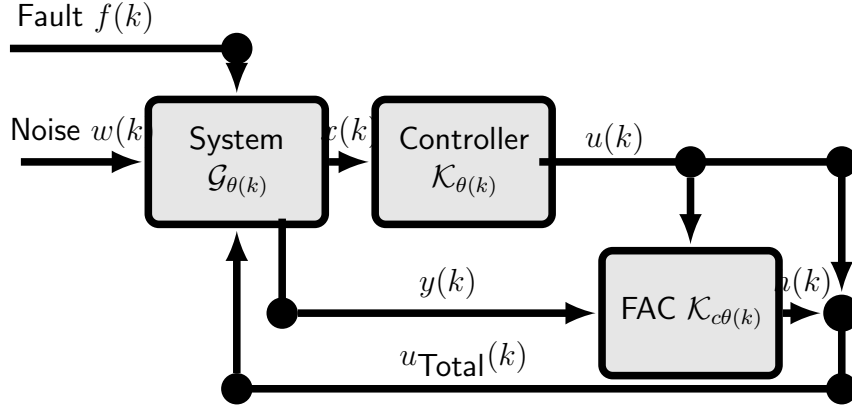 Fault f(k)
Noise w(k)
System
𝒢θ(k)
x(k)
Controller
𝒦θ(k)
u(k)
y(k)
FAC 𝒦cθ(k)
uTotal(k)